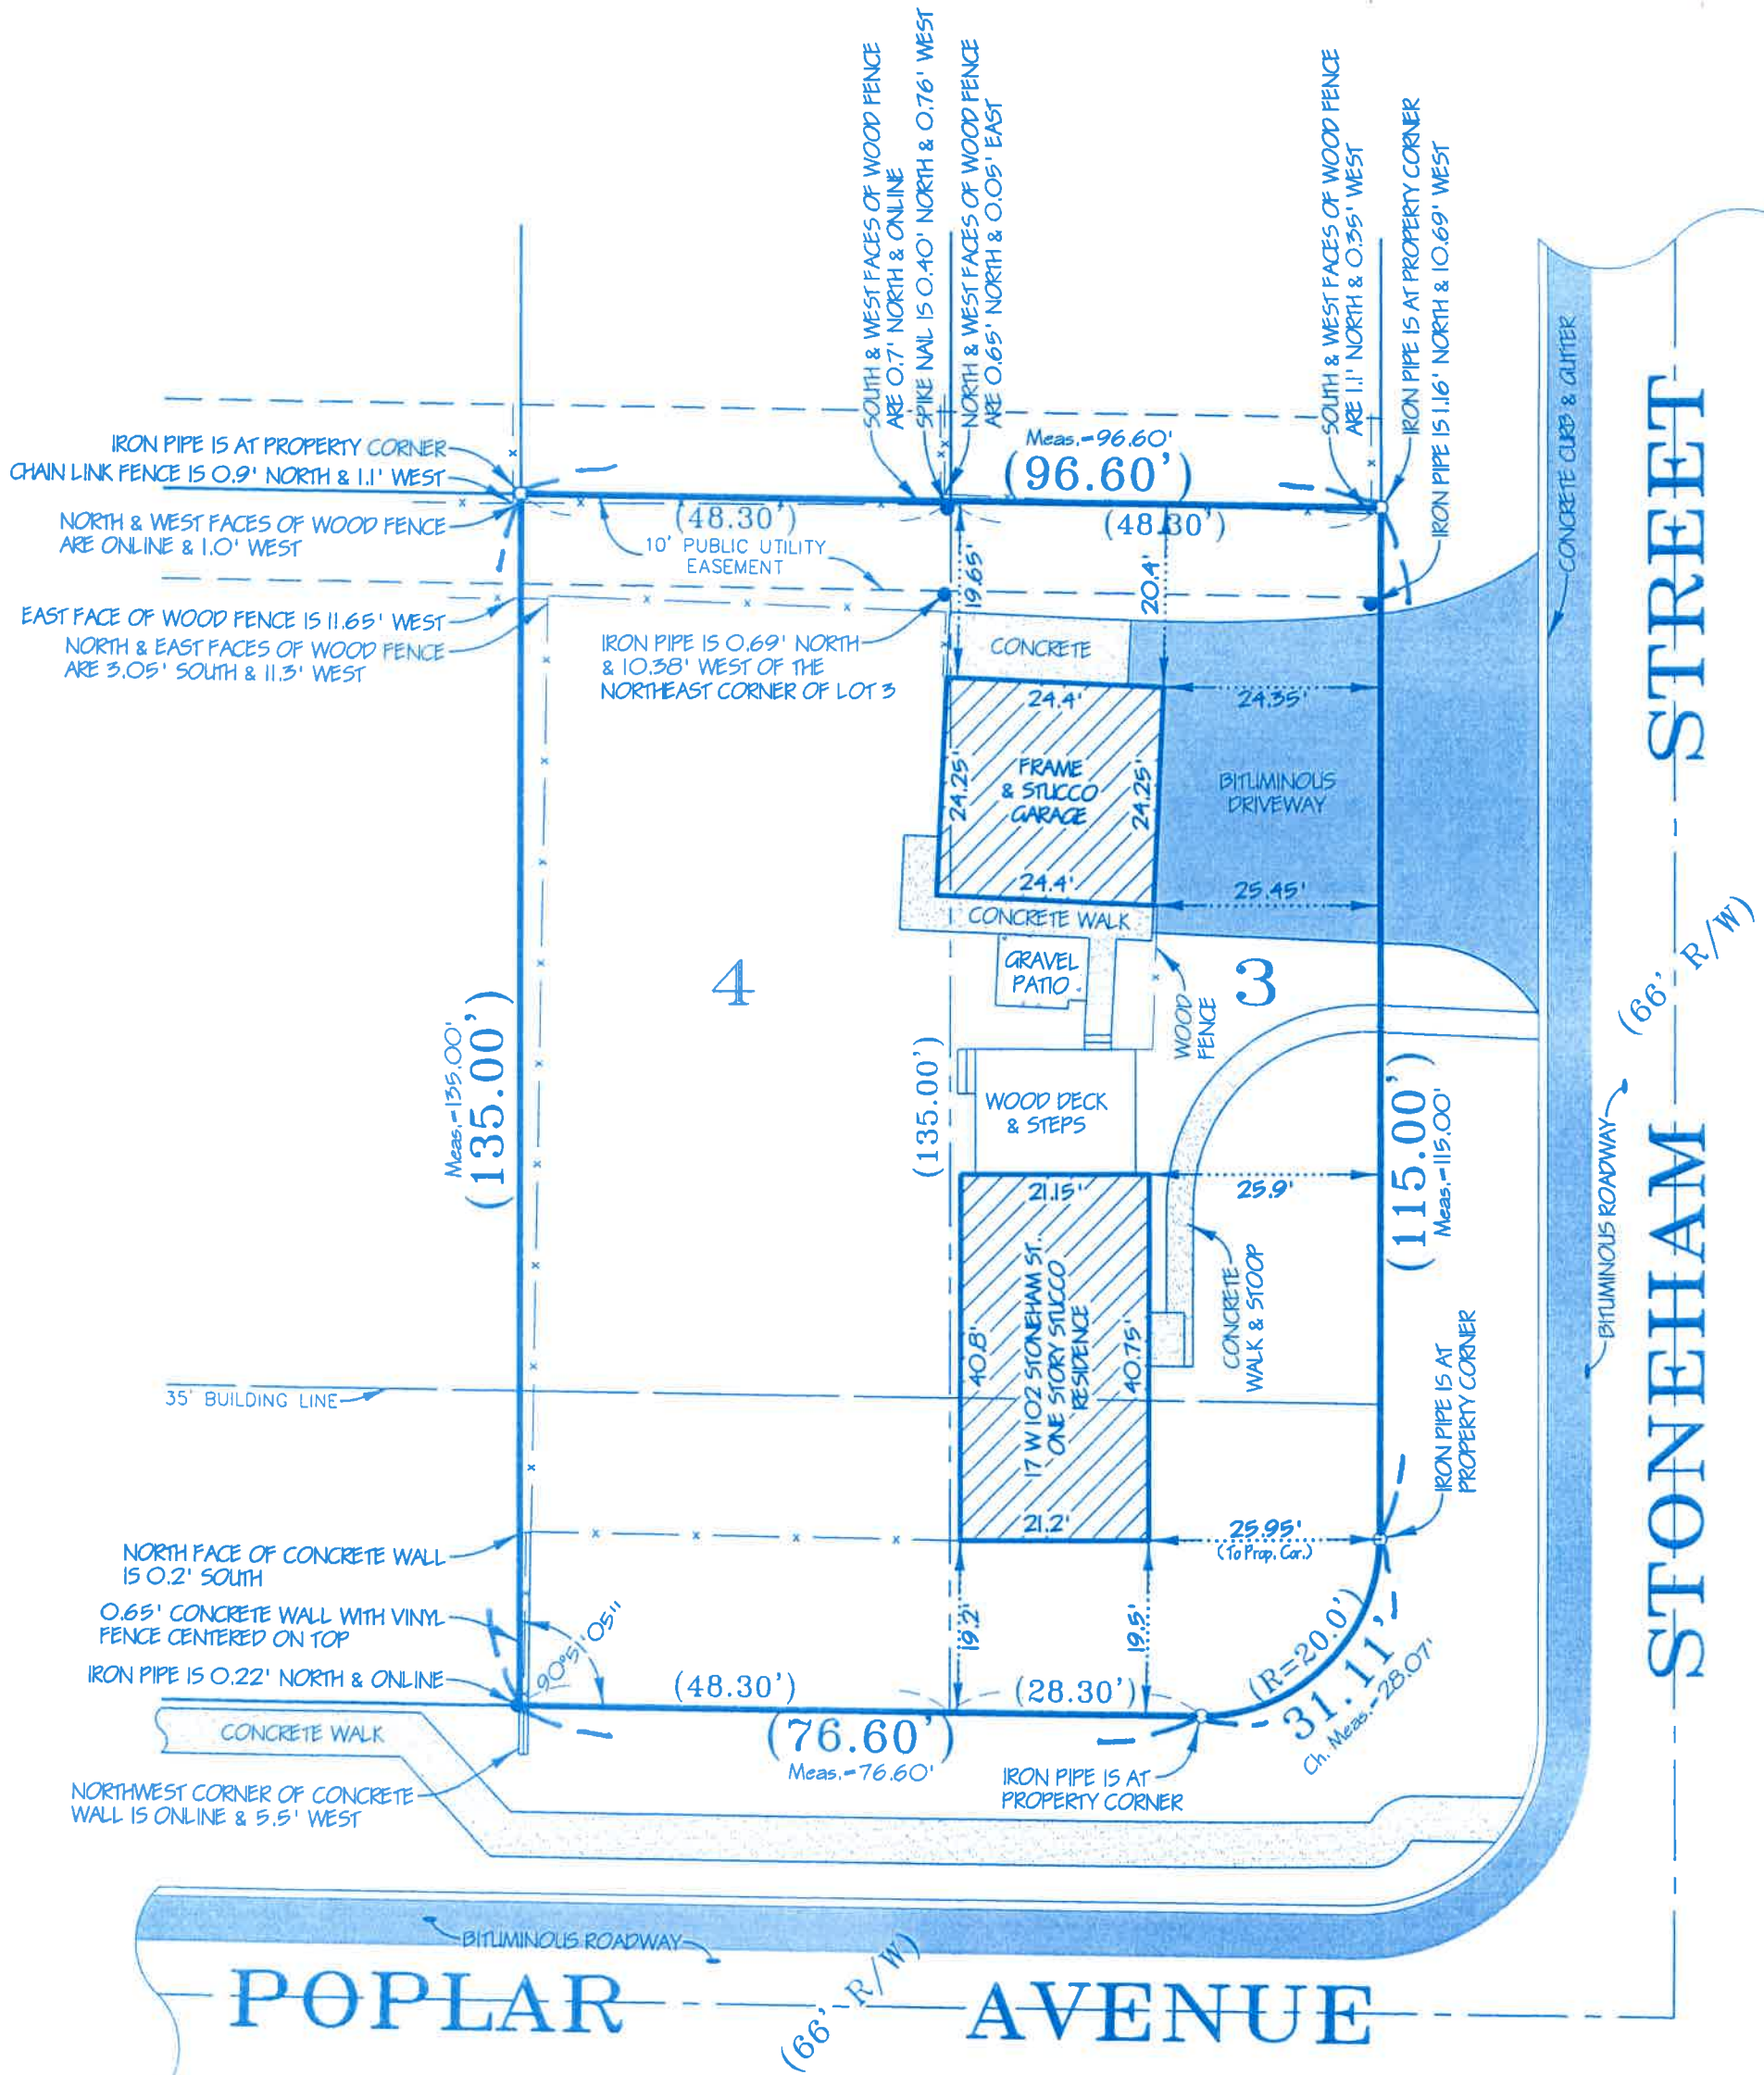 SOUTH & WEST FACES OF WOOD FENCE
ARE 0.7' NORTH & ONLINE
SPIKE NAIL IS 0.40' NORTH & 0.76' WEST
NORTH & WEST FACES OF WOOD FENCE
ARE 0.65' NORTH & 0.05' EAST
SOUTH & WEST FACES OF WOOD FENCE
ARE 1.1' NORTH & 0.35' WEST
IRON PIPE IS AT PROPERTY CORNER
IRON PIPE IS 1.16' NORTH & 10.69' WEST
CONCRETE CURB & GUTTER
IRON PIPE IS AT PROPERTY CORNER
CHAIN LINK FENCE IS 0.9' NORTH & 1.1' WEST
NORTH & WEST FACES OF WOOD FENCE
ARE ONLINE & 1.0' WEST
Meas.=96.60'
(96.60')
(48.30')
(48.30')
10' PUBLIC UTILITY
EASEMENT
19.65'
20.4'
EAST FACE OF WOOD FENCE IS 11.65' WEST
NORTH & EAST FACES OF WOOD FENCE
ARE 3.05' SOUTH & 11.3' WEST
IRON PIPE IS 0.69' NORTH
& 10.38' WEST OF THE
NORTHEAST CORNER OF LOT 3
CONCRETE
24.4'
24.35'
24.25'
FRAME
& STUCCO
GARAGE
24.25'
BITUMINOUS
DRIVEWAY
24.4'
25.45'
CONCRETE WALK
GRAVEL
PATIO
4
3
WOOD
FENCE
(66' R/W)
Meas.=135.00'
(135.00')
(135.00')
WOOD DECK
& STEPS
(115.00')
Meas.=115.00'
BITUMINOUS ROADWAY
STONEHAM STREET
21.15'
25.9'
40.8'
17 W 102 STONEHAM ST.
ONE STORY STUCCO
RESIDENCE
40.75'
CONCRETE
WALK & STOOP
35' BUILDING LINE
IRON PIPE IS AT
PROPERTY CORNER
21.2'
25.95'
(To Prop. Cor.)
NORTH FACE OF CONCRETE WALL
IS 0.2' SOUTH
0.65' CONCRETE WALL WITH VINYL
FENCE CENTERED ON TOP
IRON PIPE IS 0.22' NORTH & ONLINE
90°51'05"
19.2'
19.5'
(48.30')
(28.30')
(R=20.0')
31.11'
Ch. Meas.=28.07'
(76.60')
Meas.=76.60'
CONCRETE WALK
IRON PIPE IS AT
PROPERTY CORNER
NORTHWEST CORNER OF CONCRETE
WALL IS ONLINE & 5.5' WEST
BITUMINOUS ROADWAY
POPLAR AVENUE
(66' R/W)